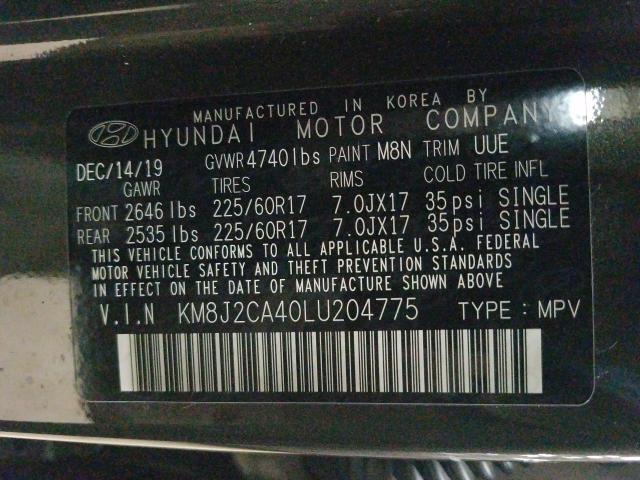 MANUFACTURED IN KOREA BY
HYUNDAI MOTOR COMPANY
DEC/14/19 GVWR4740lbs PAINT M8N TRIM UUE
GAWR TIRES RIMS COLD TIRE INFL
FRONT 2646 lbs 225/60R17 7.0JX17 35psi SINGLE
REAR 2535 lbs 225/60R17 7.0JX17 35psi SINGLE
THIS VEHICLE CONFORMS TO ALL APPLICABLE U.S.A. FEDERAL
MOTOR VEHICLE SAFETY AND THEFT PREVENTION STANDARDS
IN EFFECT ON THE DATE OF MANUFACTURE SHOWN ABOVE
V.I.N KM8J2CA40LU204775 TYPE : MPV